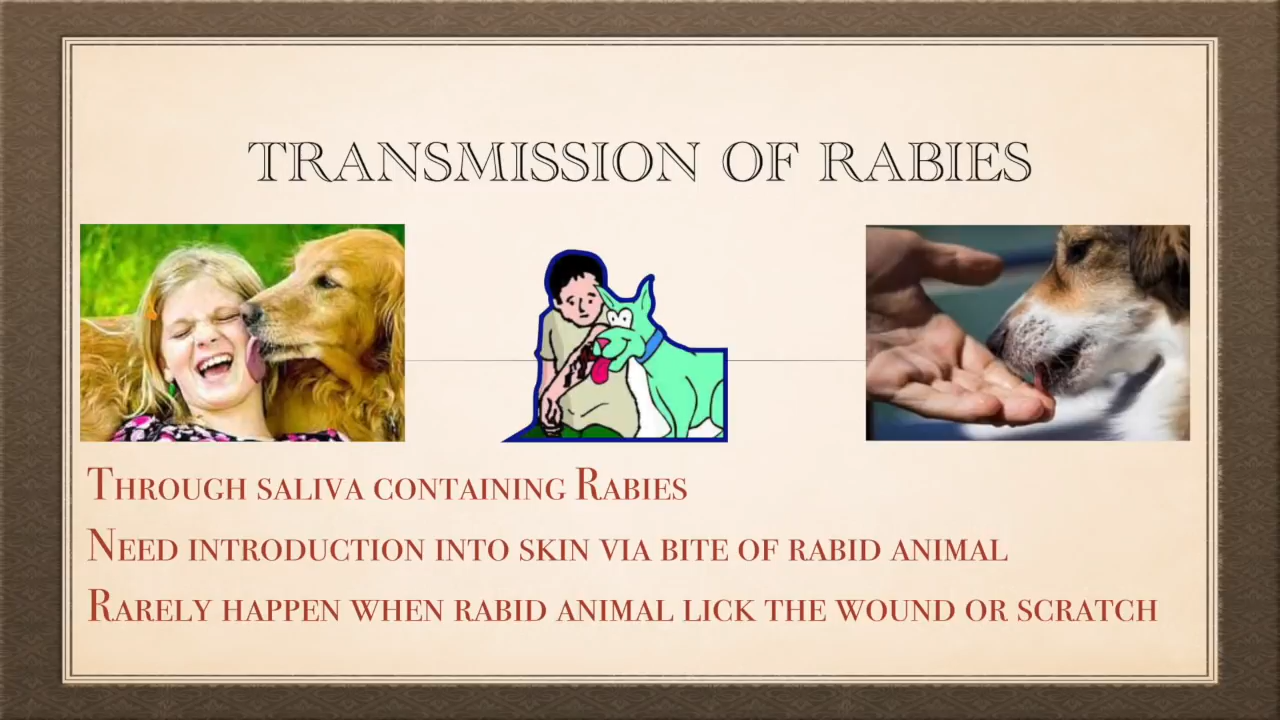 TRANSMISSION OF RABIES
Through saliva containing Rabies
Need introduction into skin via bite of rabid animal
Rarely happen when rabid animal lick the wound or scratch